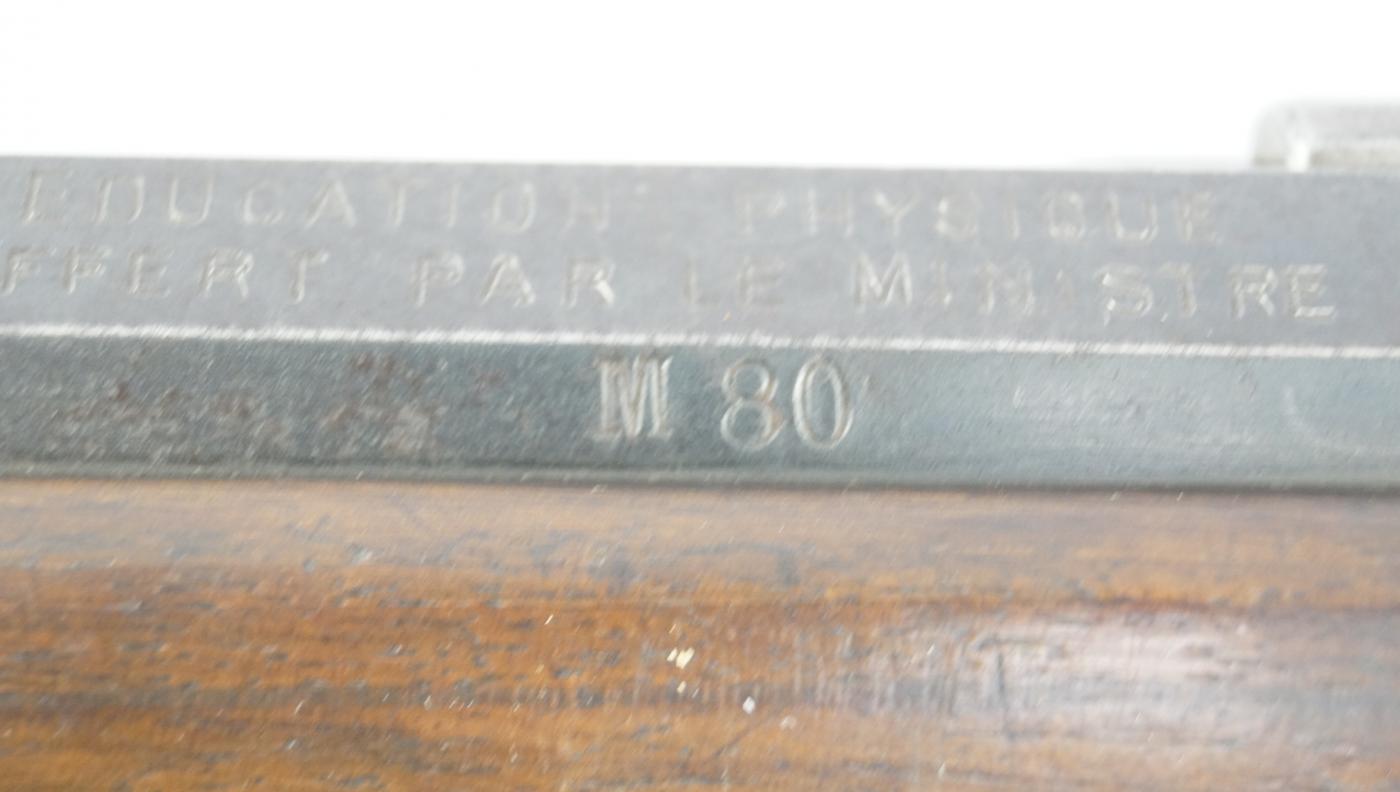 EDUCATION PHYSIQUE
FFERT PAR LE MINISTRE
M 80